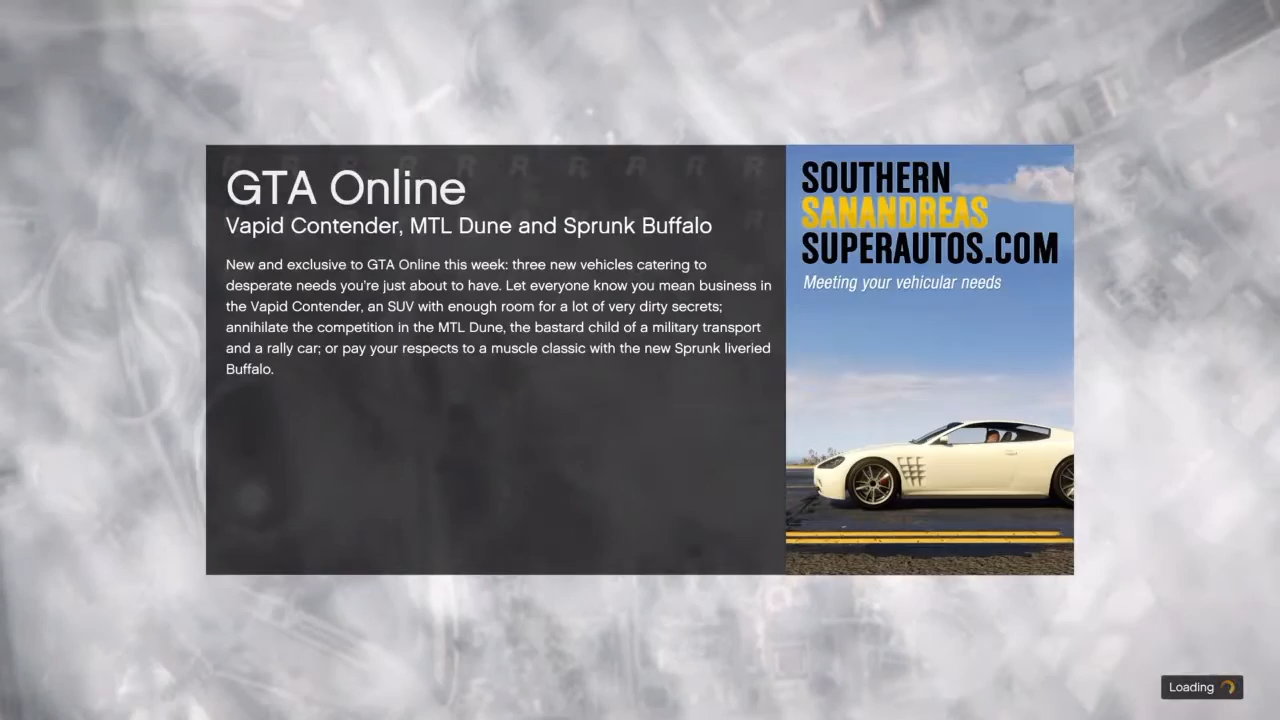 GTA Online
Vapid Contender, MTL Dune and Sprunk Buffalo
New and exclusive to GTA Online this week: three new vehicles catering to
desperate needs you're just about to have. Let everyone know you mean business in
the Vapid Contender, an SUV with enough room for a lot of very dirty secrets;
annihilate the competition in the MTL Dune, the bastard child of a military transport
and a rally car; or pay your respects to a muscle classic with the new Sprunk liveried
Buffalo.
SOUTHERN
SANANDREAS
SUPERAUTOS.COM
Meeting your vehicular needs
Loading